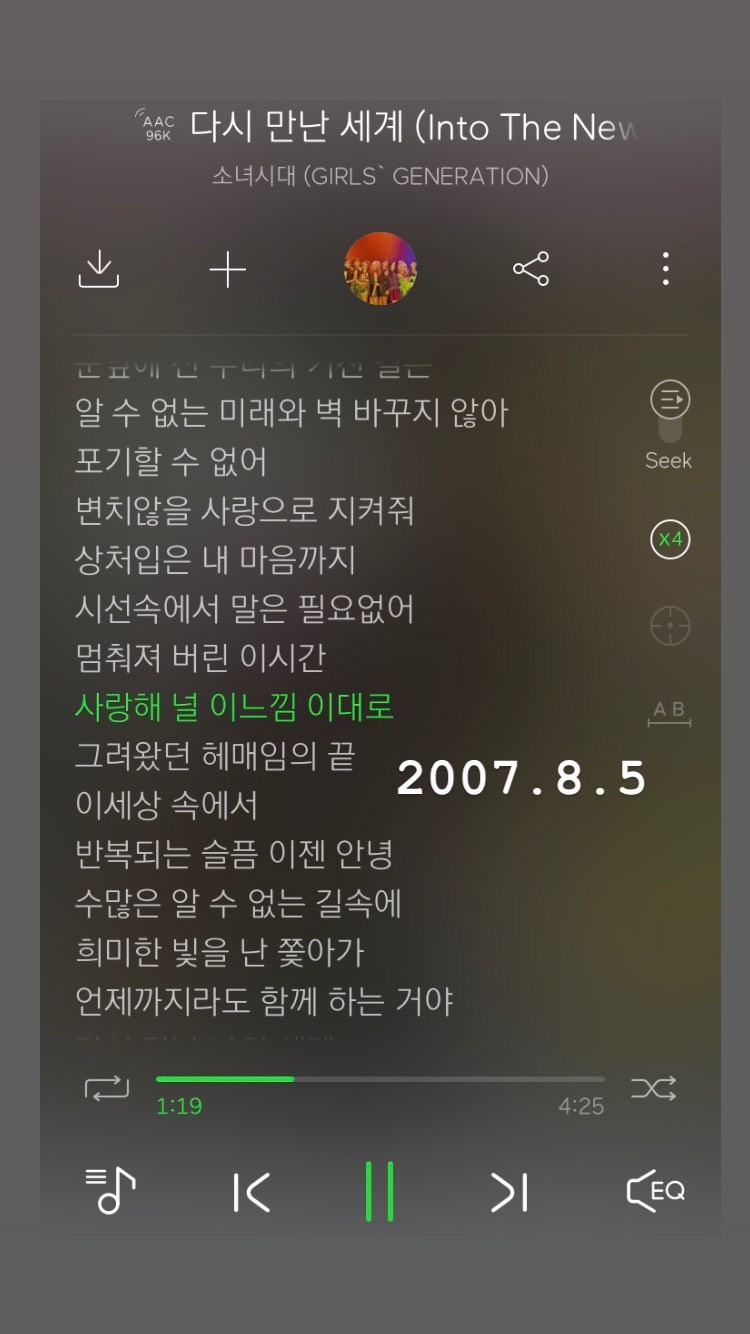 AAC
96K
다시 만난 세계 (Into The New
소녀시대 (GIRLS` GENERATION)
알 수 없는 미래와 벽 바꾸지 않아
포기할 수 없어
변치않을 사랑으로 지켜줘
상처입은 내 마음까지
시선속에서 말은 필요없어
멈춰져 버린 이시간
사랑해 널 이느낌 이대로
그려왔던 헤매임의 끝
이세상 속에서
반복되는 슬픔 이젠 안녕
수많은 알 수 없는 길속에
희미한 빛을 난 쫓아가
언제까지라도 함께 하는 거야
Seek
X4
A B
2007.8.5
1:19
4:25
EQ